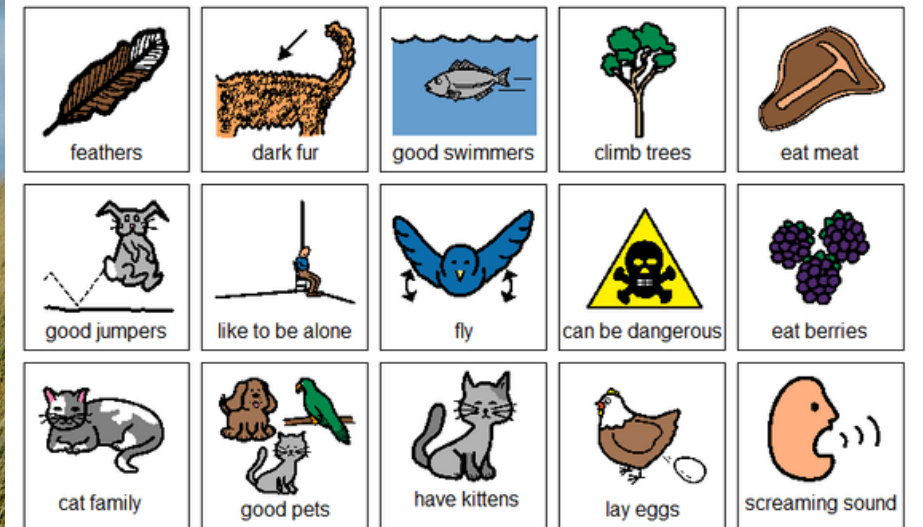 feathers
dark fur
good swimmers
climb trees
eat meat
good jumpers
like to be alone
fly
can be dangerous
eat berries
cat family
good pets
have kittens
lay eggs
screaming sound